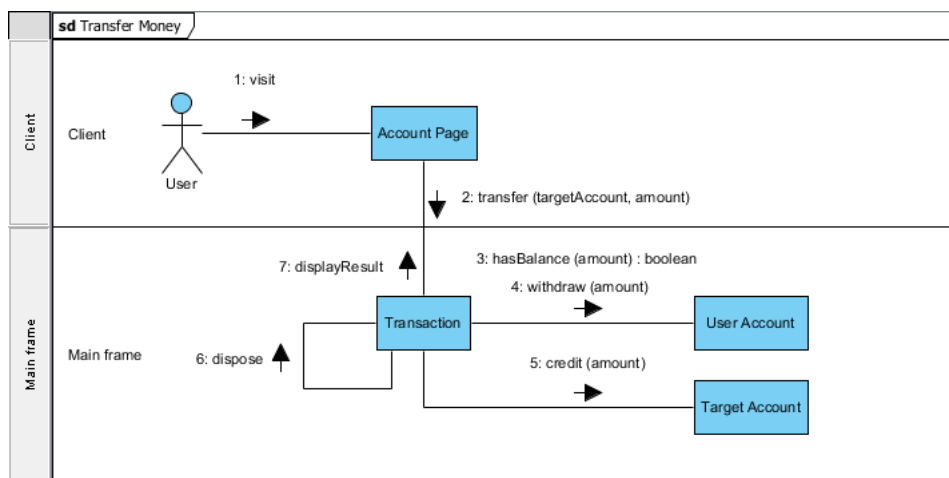 sd Transfer Money
Client
Client
User
1: visit
Account Page
2: transfer (targetAccount, amount)
Main frame
Main frame
7: displayResult
3: hasBalance (amount) : boolean
4: withdraw (amount)
Transaction
User Account
6: dispose
5: credit (amount)
Target Account